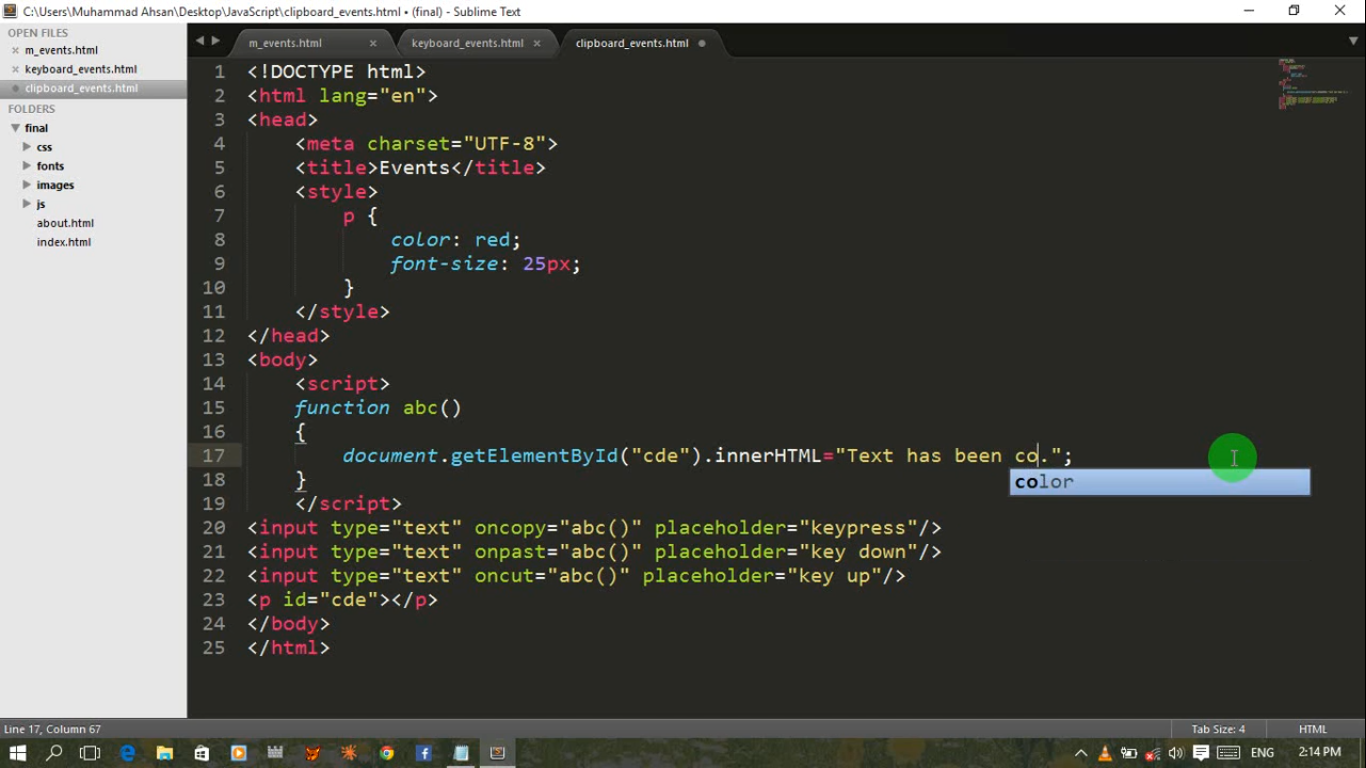 C:\Users\Muhammad Ahsan\Desktop\JavaScript\clipboard_events.html • (final) - Sublime Text
OPEN FILES
m_events.html
keyboard_events.html
clipboard_events.html
FOLDERS
final
css
fonts
images
js
about.html
index.html
m_events.html
keyboard_events.html
clipboard_events.html
1 <!DOCTYPE html>
2 <html lang="en">
3 <head>
4 <meta charset="UTF-8">
5 <title>Events</title>
6 <style>
7 p {
8 color: red;
9 font-size: 25px;
10 }
11 </style>
12 </head>
13 <body>
14 <script>
15 function abc()
16 {
17 document.getElementById("cde").innerHTML="Text has been co.";
color
18 }
19 </script>
20 <input type="text" oncopy="abc()" placeholder="keypress"/>
21 <input type="text" onpast="abc()" placeholder="key down"/>
22 <input type="text" oncut="abc()" placeholder="key up"/>
23 <p id="cde"></p>
24 </body>
25 </html>
Line 17, Column 67
Tab Size: 4
HTML
ENG
2:14 PM